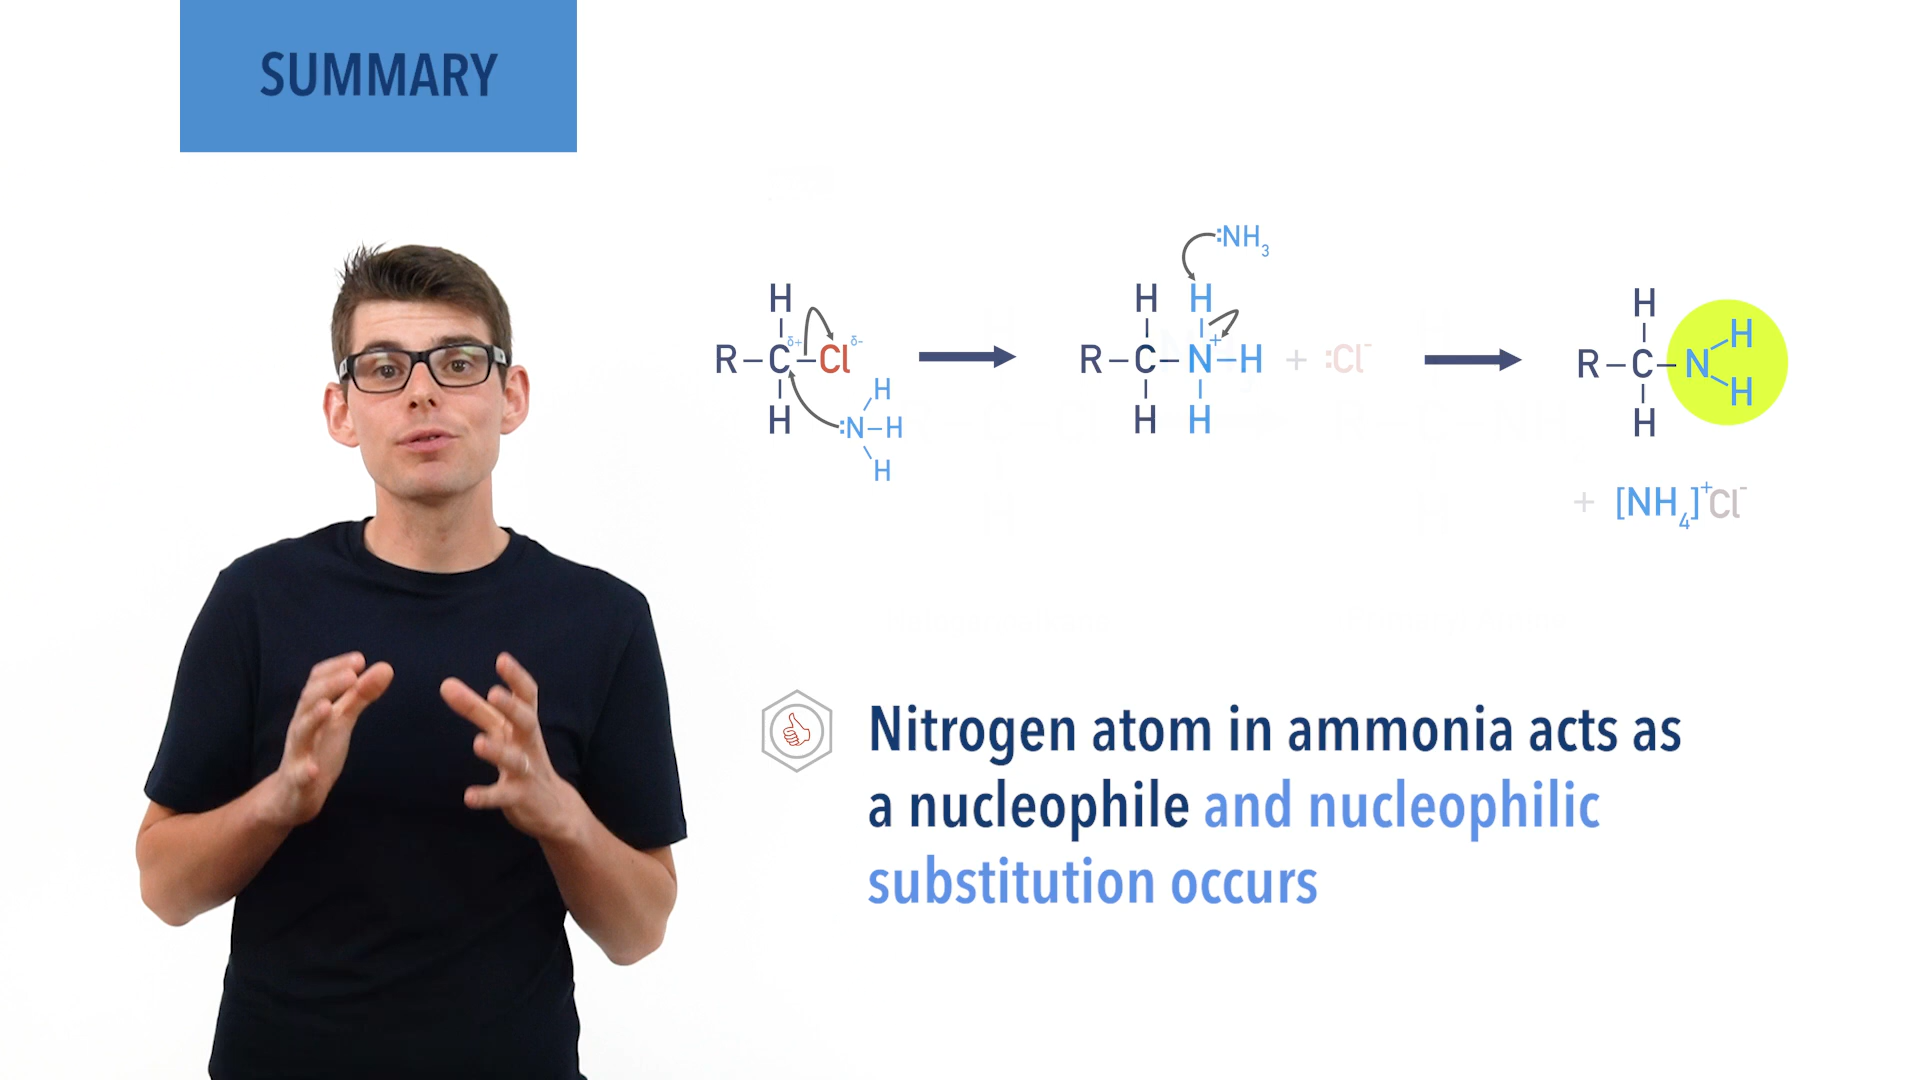 SUMMARY
:NH3
H
H H
H
R–C–Cl
δ+ δ-
R–C–N–H + :Cl-
+
R–C–N
H
H
H
H
:N–H
H
H H
H
H
+ [NH4]+Cl-
Nitrogen atom in ammonia acts as
a nucleophile and nucleophilic
substitution occurs